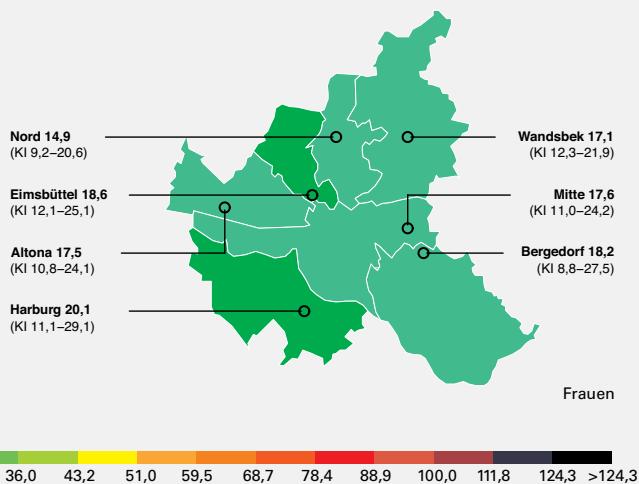 Nord 14,9
(KI 9,2–20,6)
Wandsbek 17,1
(KI 12,3–21,9)
Eimsbüttel 18,6
(KI 12,1–25,1)
Mitte 17,6
(KI 11,0–24,2)
Altona 17,5
(KI 10,8–24,1)
Bergedorf 18,2
(KI 8,8–27,5)
Harburg 20,1
(KI 11,1–29,1)
Frauen
36,0 43,2 51,0 59,5 68,7 78,4 88,9 100,0 111,8 124,3 >124,3